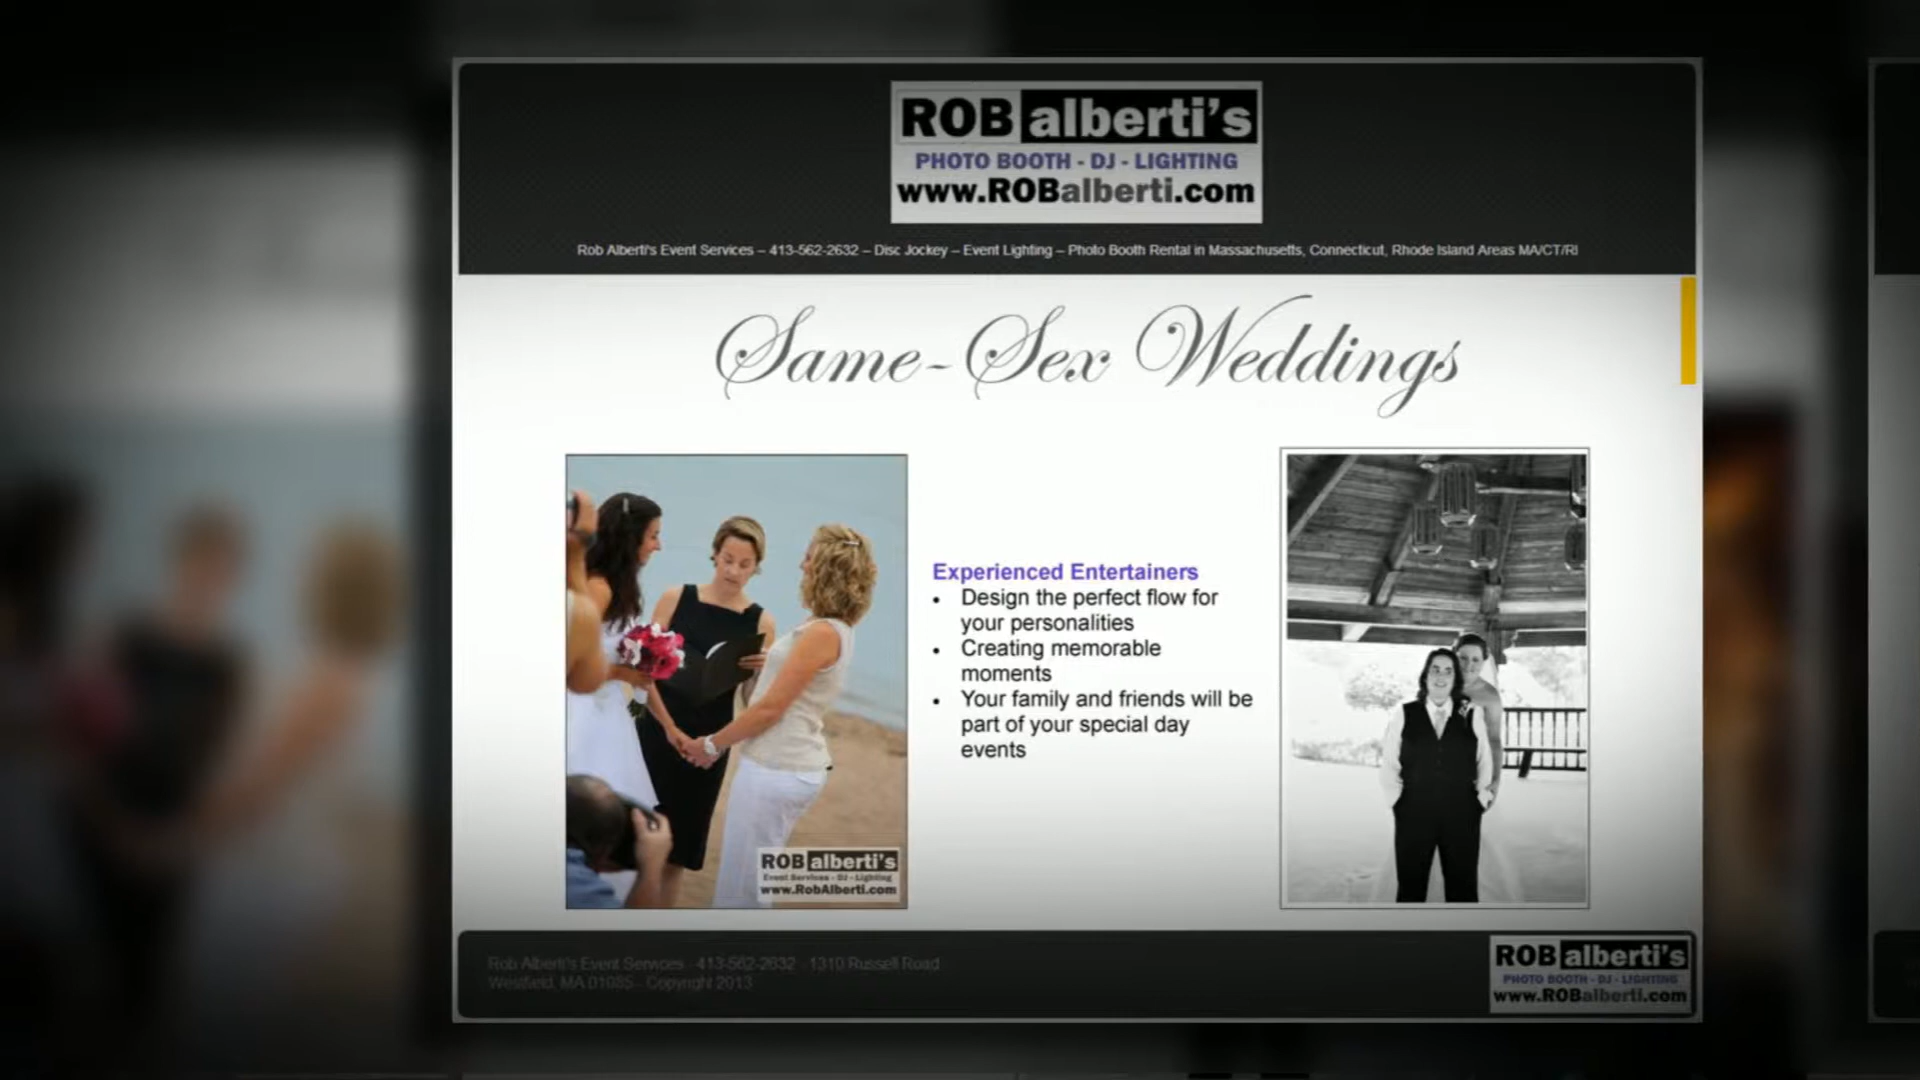 ROB alberti's
PHOTO BOOTH - DJ - LIGHTING
www.ROBalberti.com
Rob Alberti's Event Services – 413-562-2632 – Disc Jockey – Event Lighting – Photo Booth Rental in Massachusetts, Connecticut, Rhode Island Areas MA/CT/RI
Same-Sex Weddings
Experienced Entertainers
• Design the perfect flow for
your personalities
• Creating memorable
moments
• Your family and friends will be
part of your special day
events
ROB alberti's
Event Services - DJ - Lighting
www.RobAlberti.com
Rob Alberti's Event Services - 413-562-2632 - 1310 Russell Road
Westfield, MA 01085 - Copyright 2013
ROB alberti's
PHOTO BOOTH - DJ - LIGHTING
www.ROBalberti.com